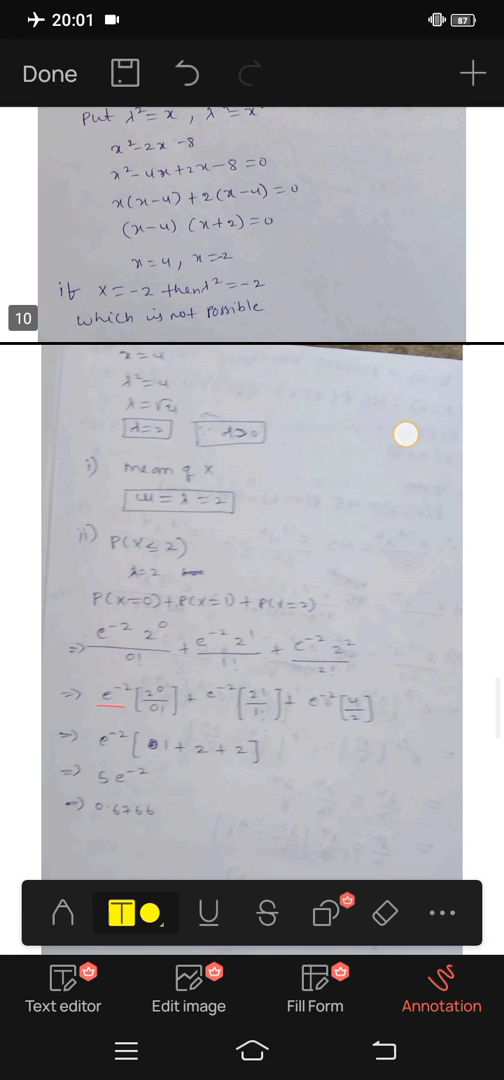 20:01
87
Done
put λ²= x , λ⁴= x²
x²-2x -8
x²-4x+2x-8=0
x(x-4)+2(x-4)=0
(x-4) (x+2)=0
x=4, x=-2
if x=-2 then λ²=-2
10
which is not possible
x=4
λ²=4
λ=√4
λ=2 ∵ λ>0
i) mean of x
m = λ = 2
ii) P(X≤2)
λ=2
P(X=0)+P(X=1)+P(X=2)
=> e⁻² 2⁰/0! + e⁻² 2¹/1! + e⁻² 2²/2!
=> e⁻²[2⁰/0!] + e⁻²[2¹/1!] + e⁻²[4/2]
=> e⁻²[1+2+2]
=> 5e⁻²
=> 0.6766
T
U
S
Text editor
Edit image
Fill Form
Annotation